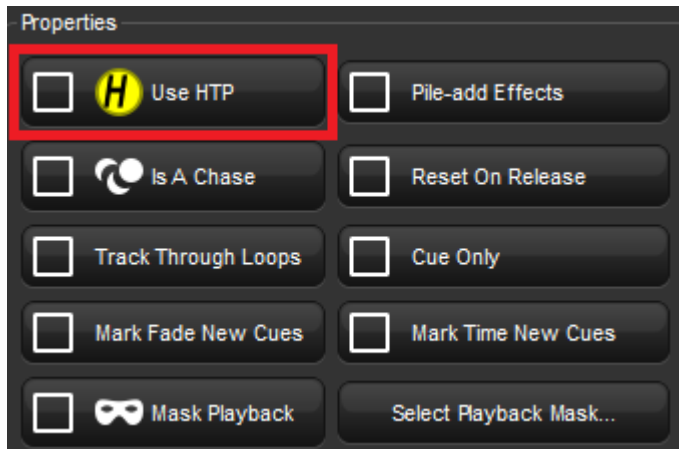 Properties
H Use HTP
Pile-add Effects
Is A Chase
Reset On Release
Track Through Loops
Cue Only
Mark Fade New Cues
Mark Time New Cues
Mask Playback
Select Playback Mask...